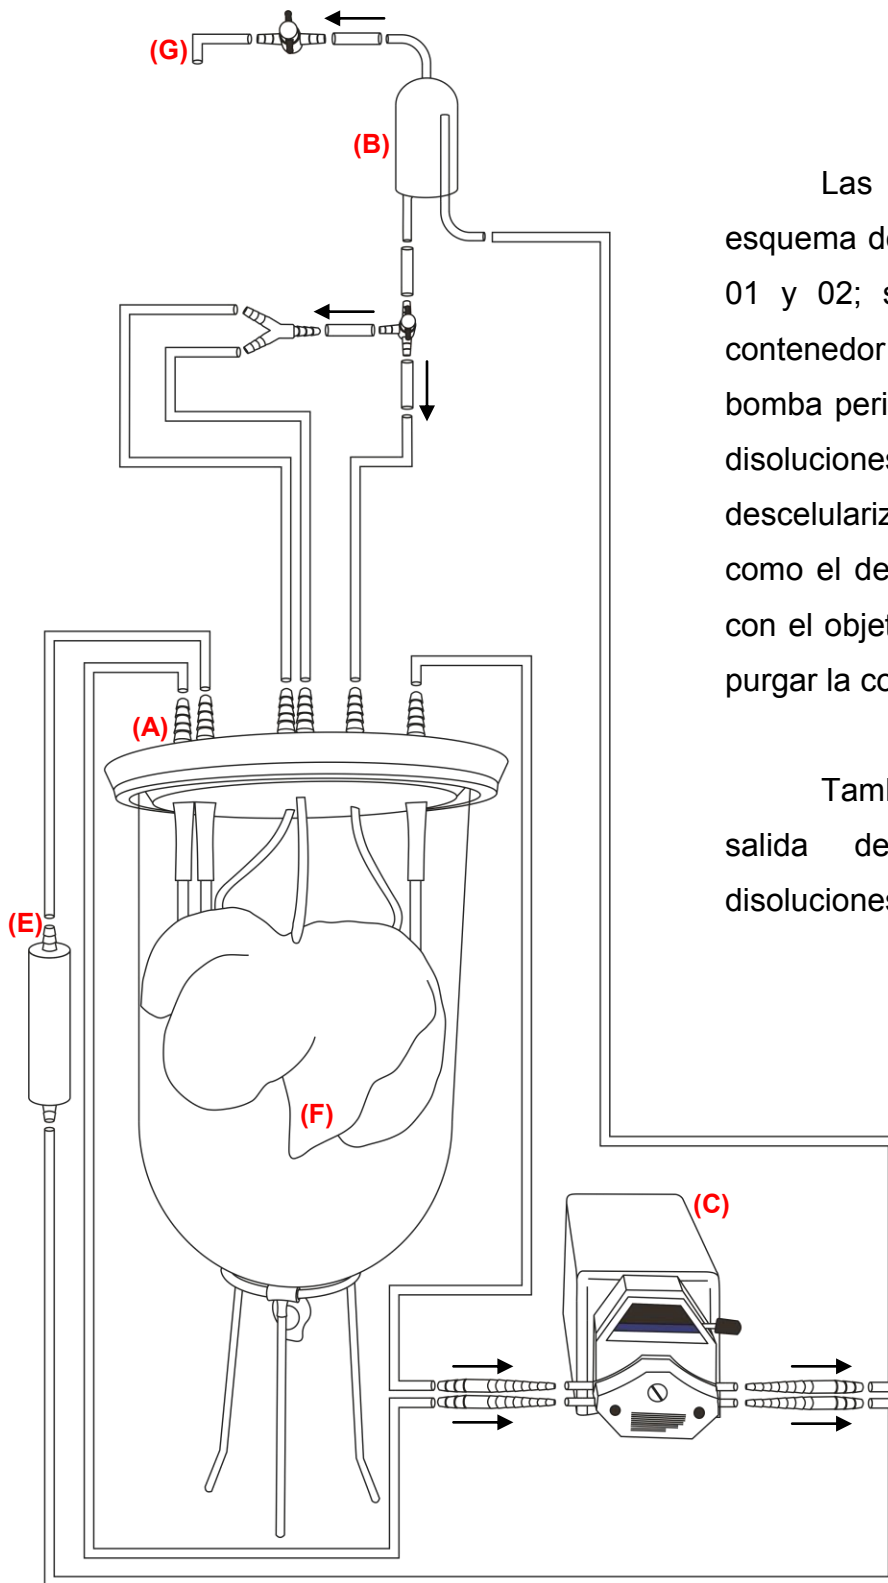 (G)
(B)
Las
esquema de
01 y 02; s
contenedor
bomba peri
disoluciones
descelulariz
como el de
con el objet
purgar la co
(A)
Tamb
salida de
disoluciones
(E)
(F)
(C)